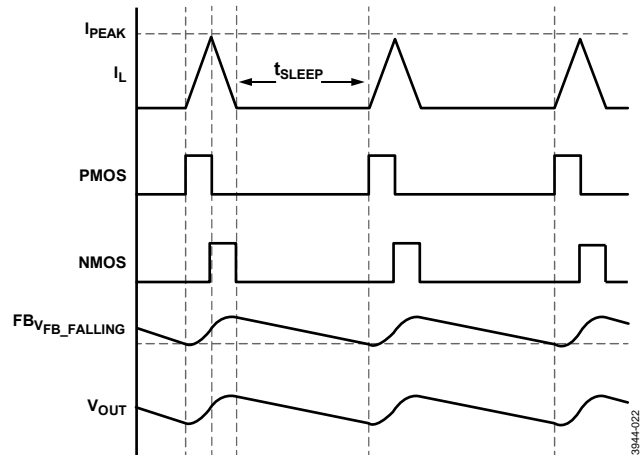 IPEAK
IL
tSLEEP
PMOS
NMOS
FBVFB_FALLING
VOUT
3944-022